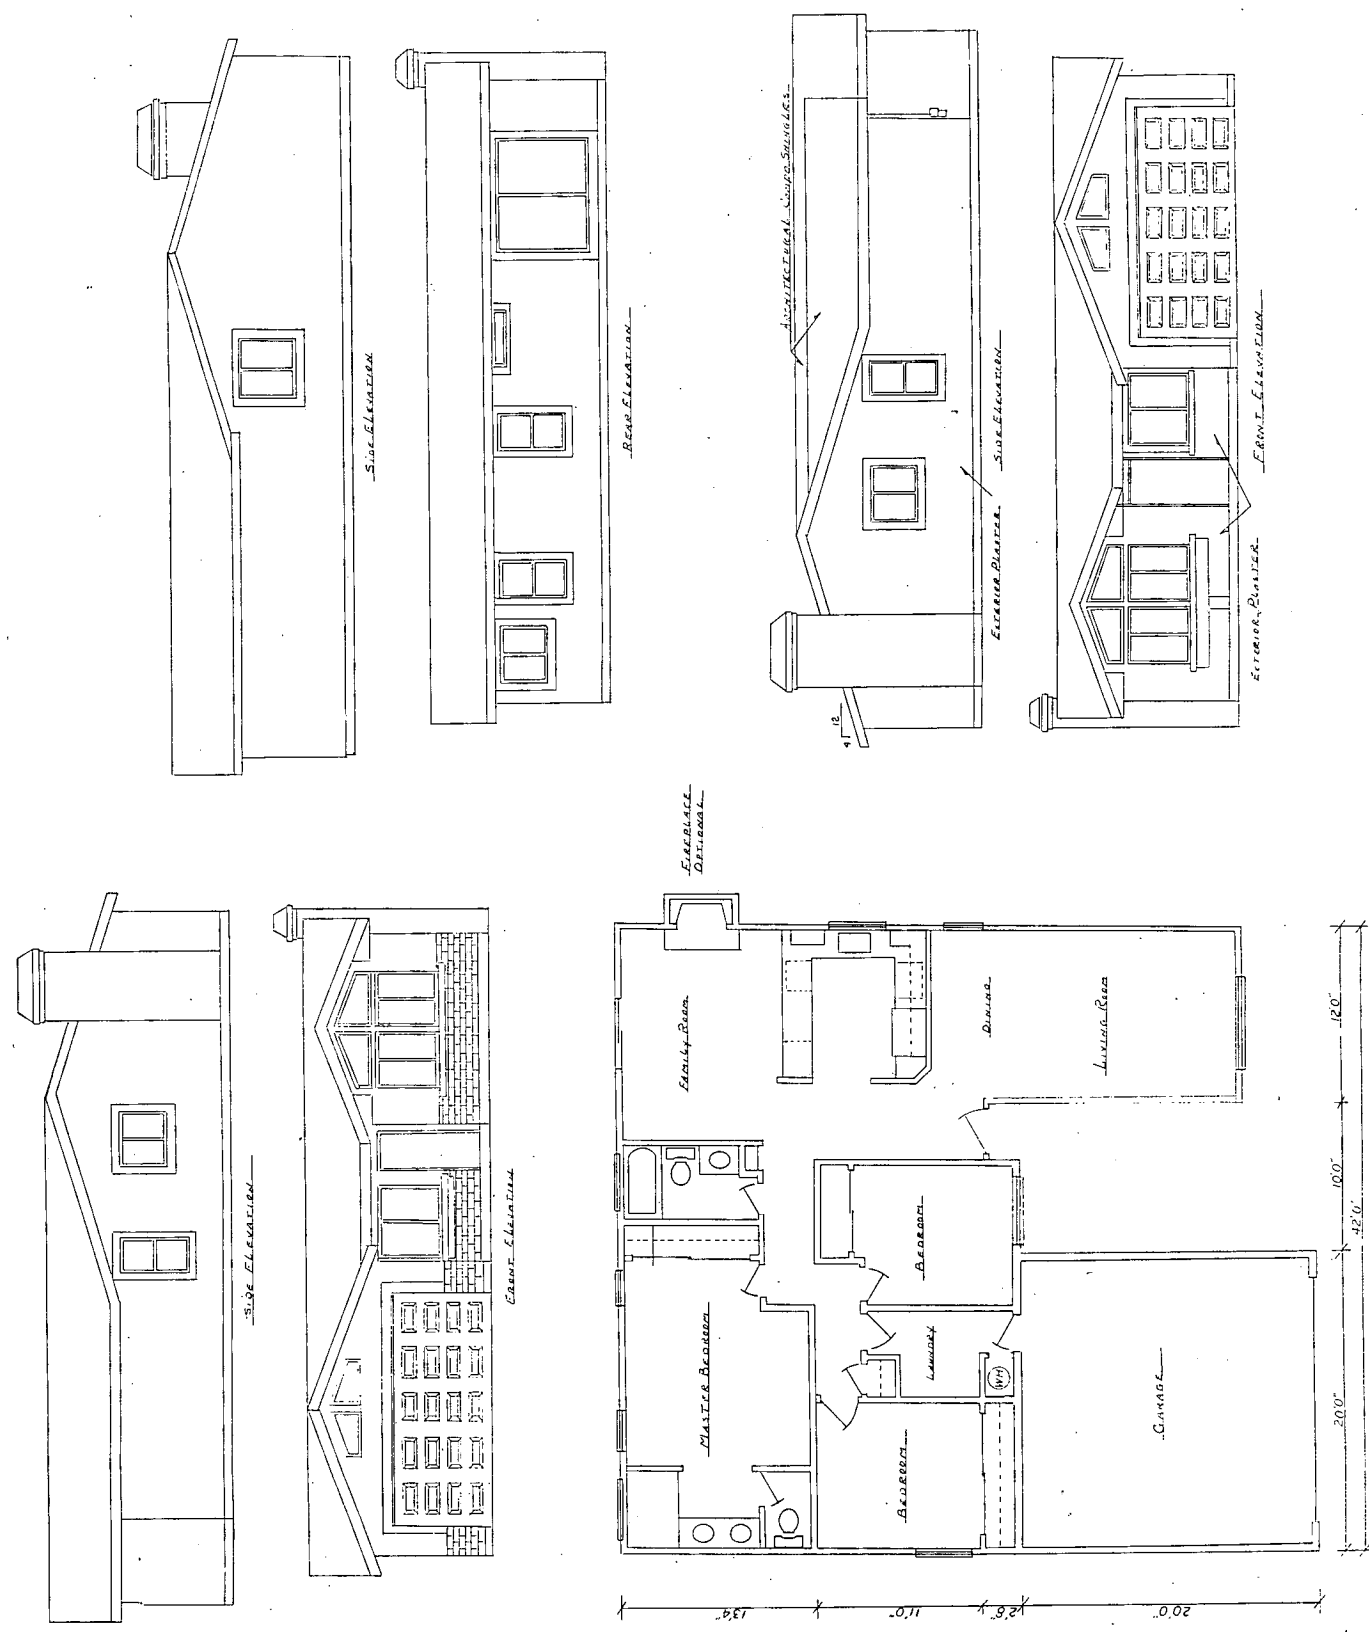 SIDE ELEVATION
REAR ELEVATION
ARCHITECTURAL COMPO SHINGLES
SIDE ELEVATION
EXTERIOR PLASTER
12
4
FRONT ELEVATION
EXTERIOR PLASTER
SIDE ELEVATION
FRONT ELEVATION
FIREPLACE
OPTIONAL
FAMILY ROOM
DINING
LIVING ROOM
BEDROOM
MASTER BEDROOM
LAUNDRY
WH
BEDROOM
GARAGE
12'0"
10'0"
20'0"
42'0"
13'4"
11'0"
2'8"
20'0"